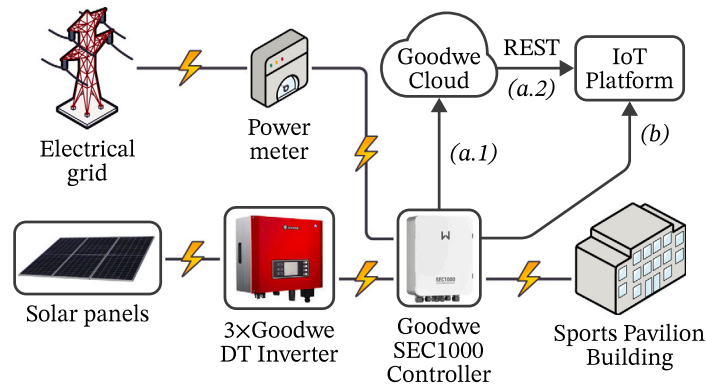 Goodwe
Cloud
REST
(a.2)
IoT
Platform
Electrical
grid
Power
meter
(a.1)
(b)
SEC1000
Solar panels
3×Goodwe
DT Inverter
Goodwe
SEC1000
Controller
Sports Pavilion
Building